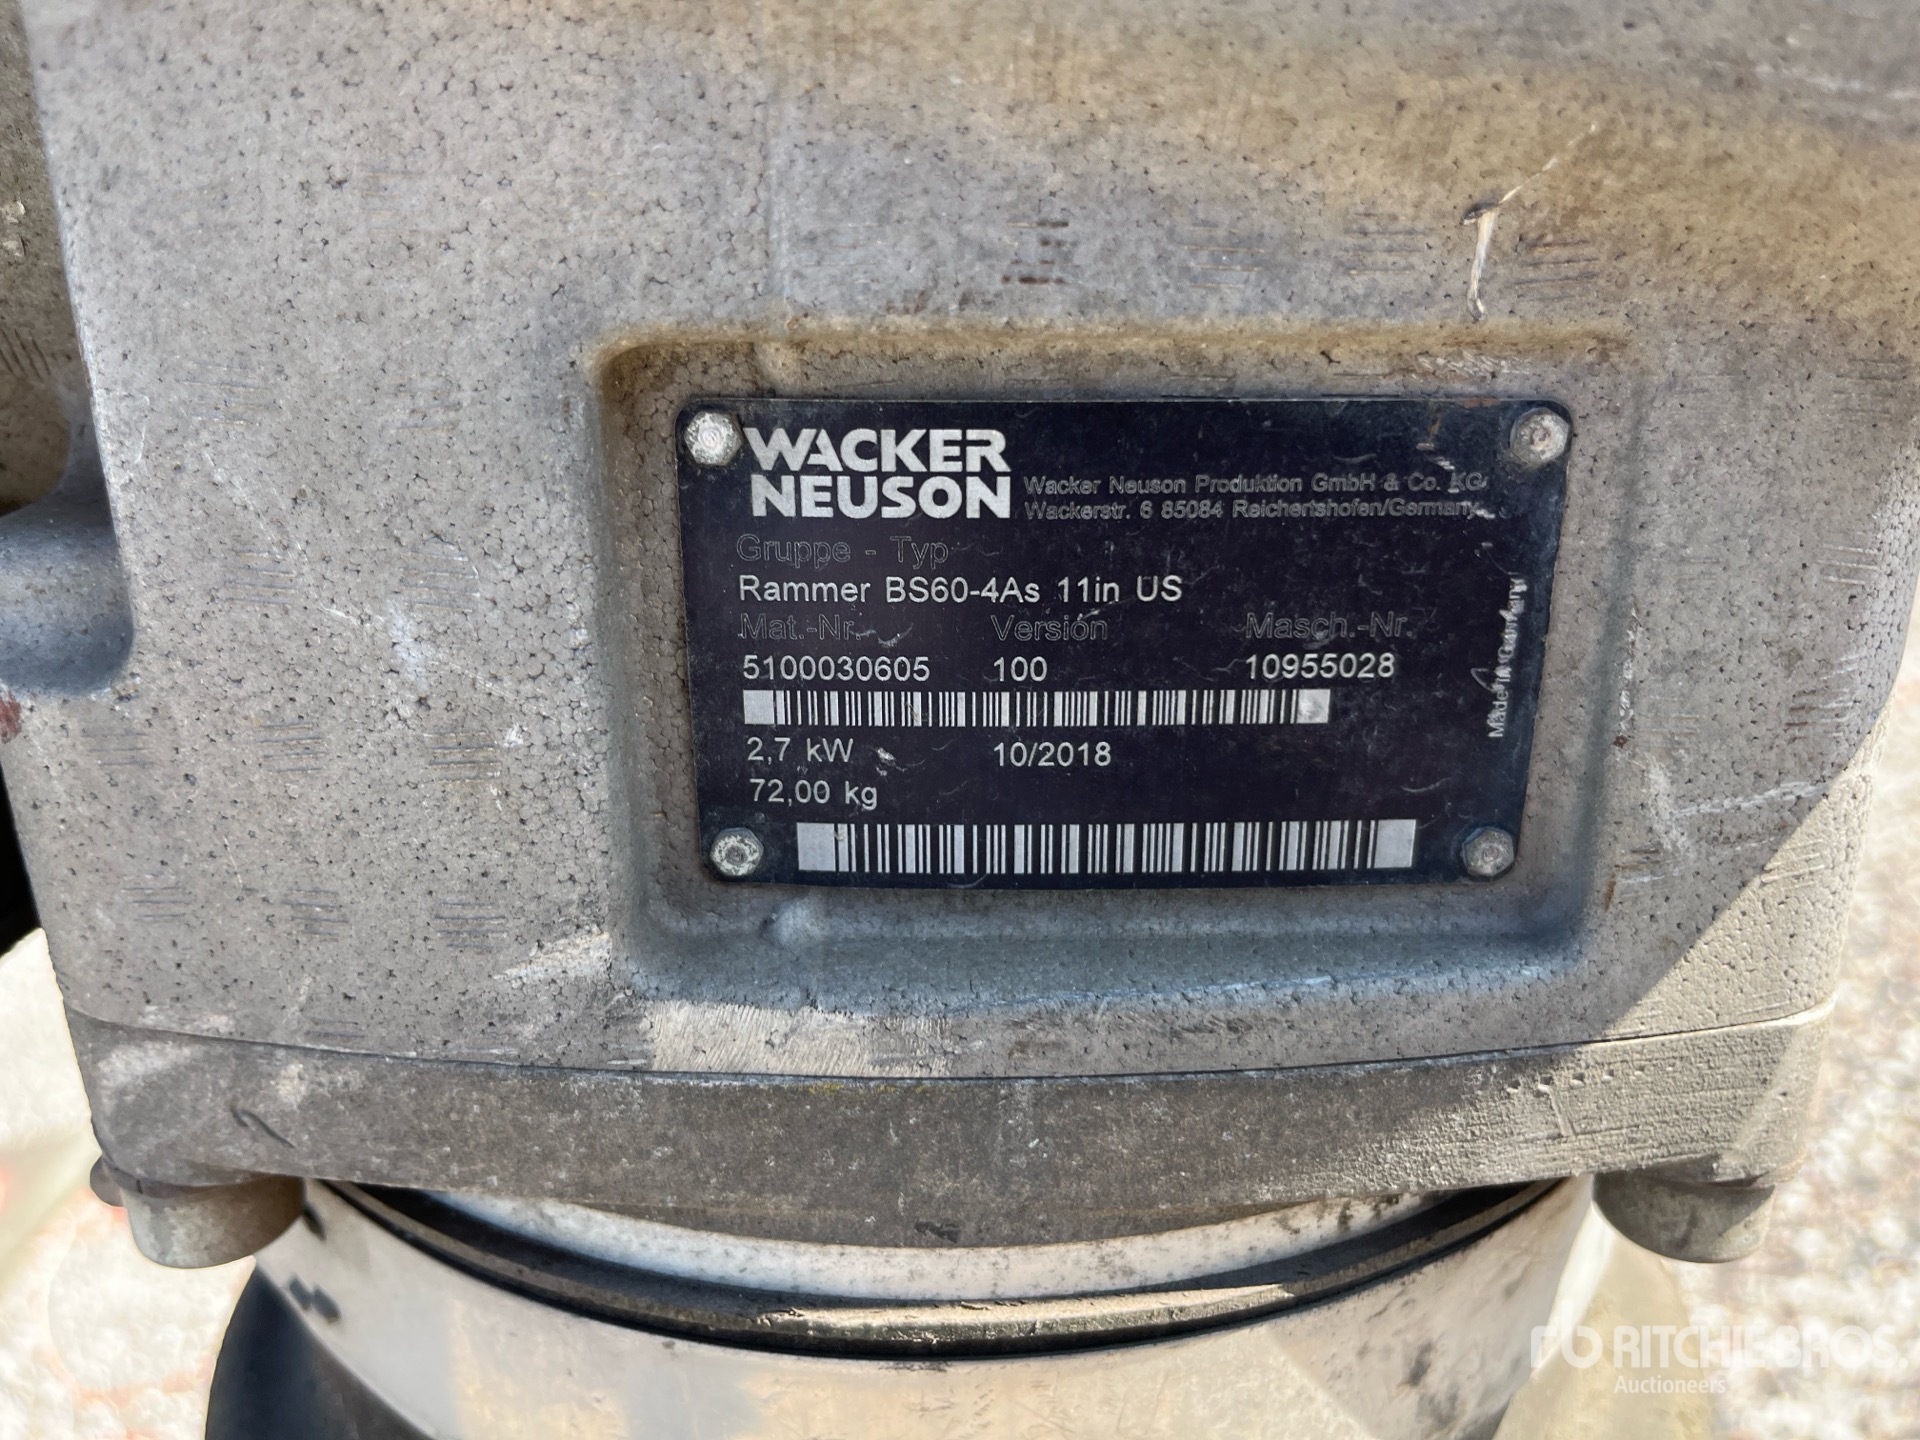 WACKER
NEUSON
Wacker Neuson Produktion GmbH & Co. KG
Wackerstr. 6 85084 Reichertshofen/Germany
Gruppe - Typ
Rammer BS60-4As 11in US
Mat.-Nr. Versión Masch.-Nr.
5100030605 100 10955028
2,7 kW 10/2018
72,00 kg
Made in Germany
RITCHIE BROS.
Auctioneers